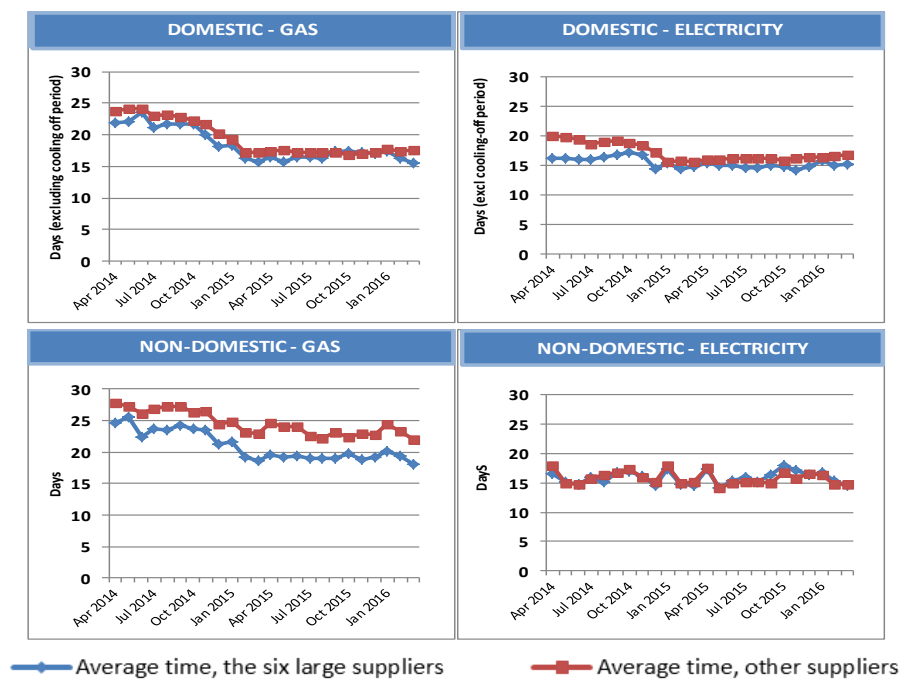 DOMESTIC - GAS
Days (excluding cooling off period)
30
25
20
15
10
5
0
Apr 2014
Jul 2014
Oct 2014
Jan 2015
Apr 2015
Jul 2015
Oct 2015
Jan 2016
DOMESTIC - ELECTRICITY
Days (excl cooling-off period)
30
25
20
15
10
5
0
Apr 2014
Jul 2014
Oct 2014
Jan 2015
Apr 2015
Jul 2015
Oct 2015
Jan 2016
NON-DOMESTIC - GAS
Days
30
25
20
15
10
5
0
Apr 2014
Jul 2014
Oct 2014
Jan 2015
Apr 2015
Jul 2015
Oct 2015
Jan 2016
NON-DOMESTIC - ELECTRICITY
DayS
30
25
20
15
10
5
0
Apr 2014
Jul 2014
Oct 2014
Jan 2015
Apr 2015
Jul 2015
Oct 2015
Jan 2016
Average time, the six large suppliers
Average time, other suppliers